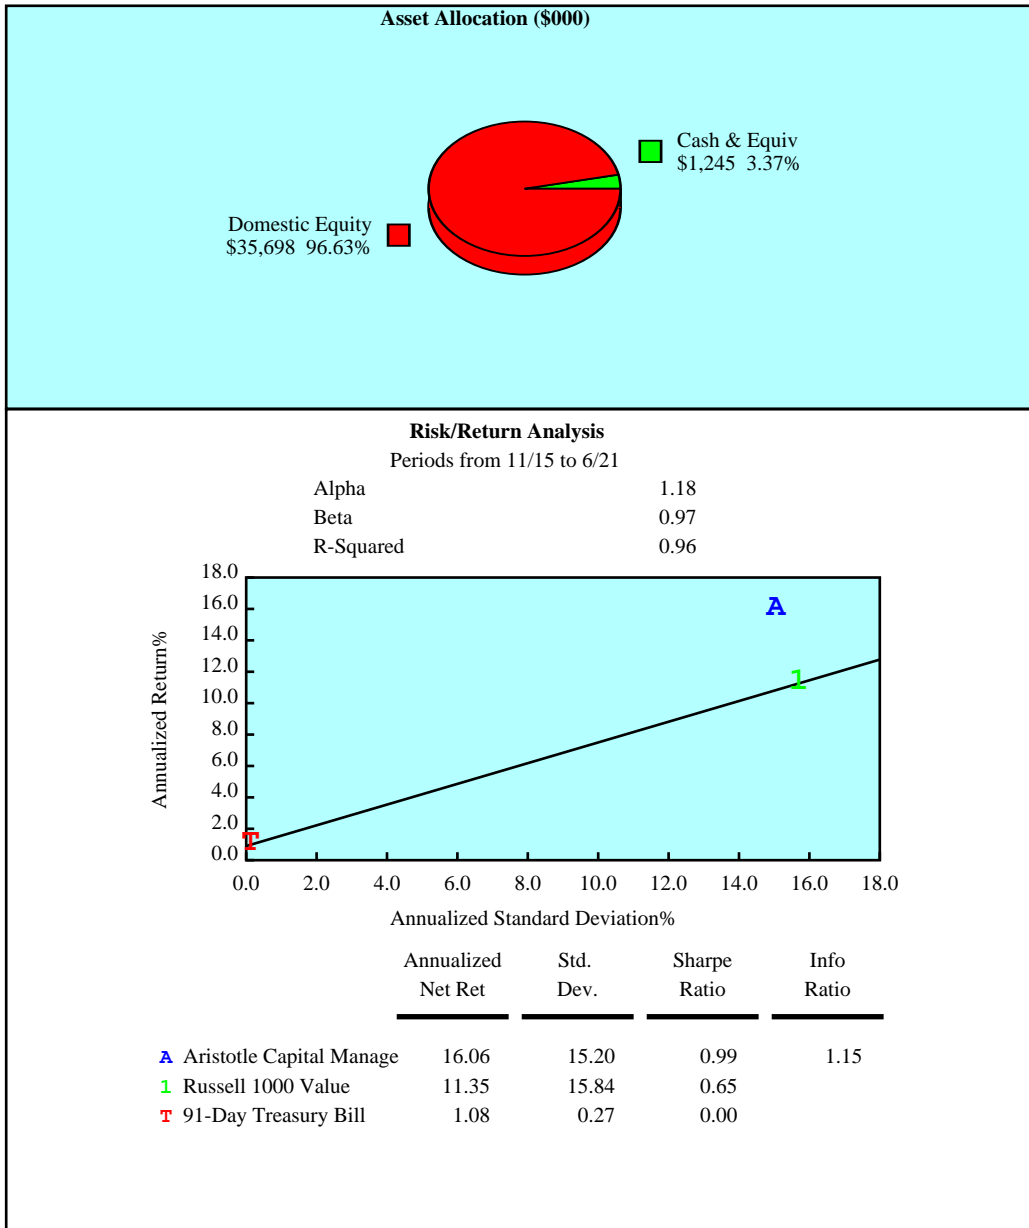 Asset Allocation ($000)
Cash & Equiv
$1,245 3.37%
Domestic Equity
$35,698 96.63%
Risk/Return Analysis
Periods from 11/15 to 6/21
Alpha 1.18
Beta 0.97
R-Squared 0.96
Annualized Return%
18.0
16.0
14.0
12.0
10.0
8.0
6.0
4.0
2.0
0.0
A
1
T
0.0 2.0 4.0 6.0 8.0 10.0 12.0 14.0 16.0 18.0
Annualized Standard Deviation%
Annualized Std. Sharpe Info
Net Ret Dev. Ratio Ratio
A Aristotle Capital Manage 16.06 15.20 0.99 1.15
1 Russell 1000 Value 11.35 15.84 0.65
T 91-Day Treasury Bill 1.08 0.27 0.00